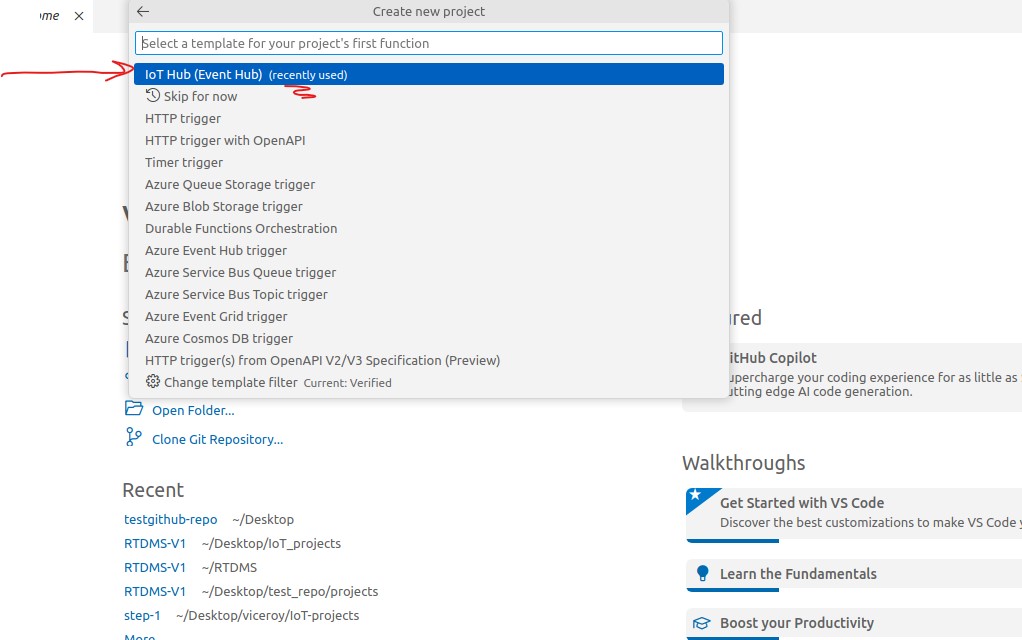 ome
Create new project
Select a template for your project's first function
IoT Hub (Event Hub) (recently used)
Skip for now
HTTP trigger
HTTP trigger with OpenAPI
Timer trigger
Azure Queue Storage trigger
Azure Blob Storage trigger
Durable Functions Orchestration
Azure Event Hub trigger
Azure Service Bus Queue trigger
Azure Service Bus Topic trigger
Azure Event Grid trigger
Azure Cosmos DB trigger
HTTP trigger(s) from OpenAPI V2/V3 Specification (Preview)
Change template filter Current: Verified
Open Folder...
Clone Git Repository...
Recent
testgithub-repo ~/Desktop
RTDMS-V1 ~/Desktop/IoT_projects
RTDMS-V1 ~/RTDMS
RTDMS-V1 ~/Desktop/test_repo/projects
step-1 ~/Desktop/viceroy/IoT-projects
More
ured
itHub Copilot
upercharge your coding experience for as little as
utting edge AI code generation.
Walkthroughs
Get Started with VS Code
Discover the best customizations to make VS Code
Learn the Fundamentals
Boost your Productivity